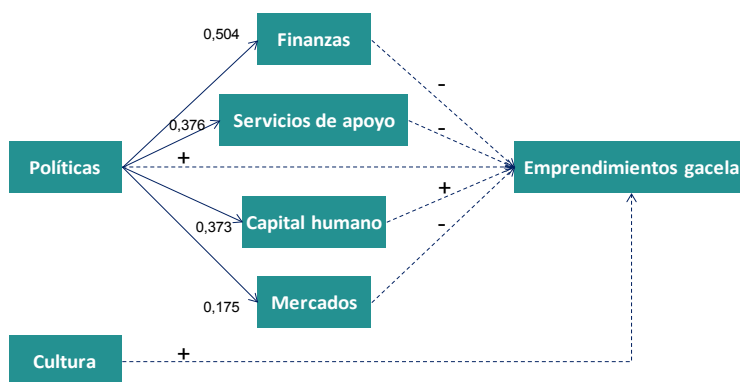 0,504
Finanzas
-
0,376
Servicios de apoyo
-
Políticas
+
Emprendimientos gacela
+
0,373
Capital humano
-
0,175
Mercados
Cultura
+